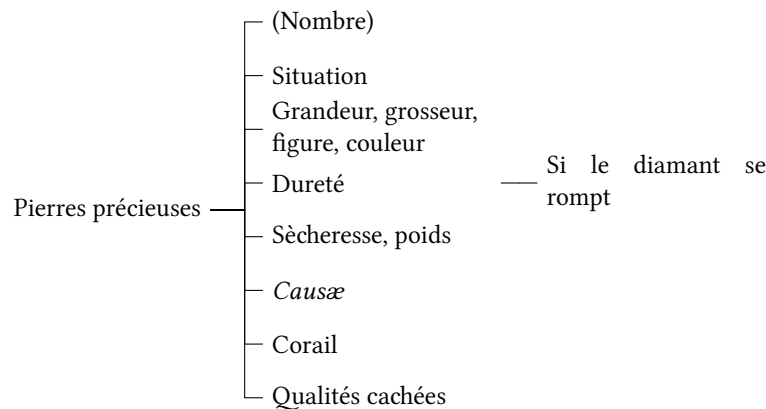 (Nombre)
Situation
Grandeur, grosseur,
figure, couleur
Dureté
Si le diamant se
rompt
Pierres précieuses
Sècheresse, poids
Causæ
Corail
Qualités cachées